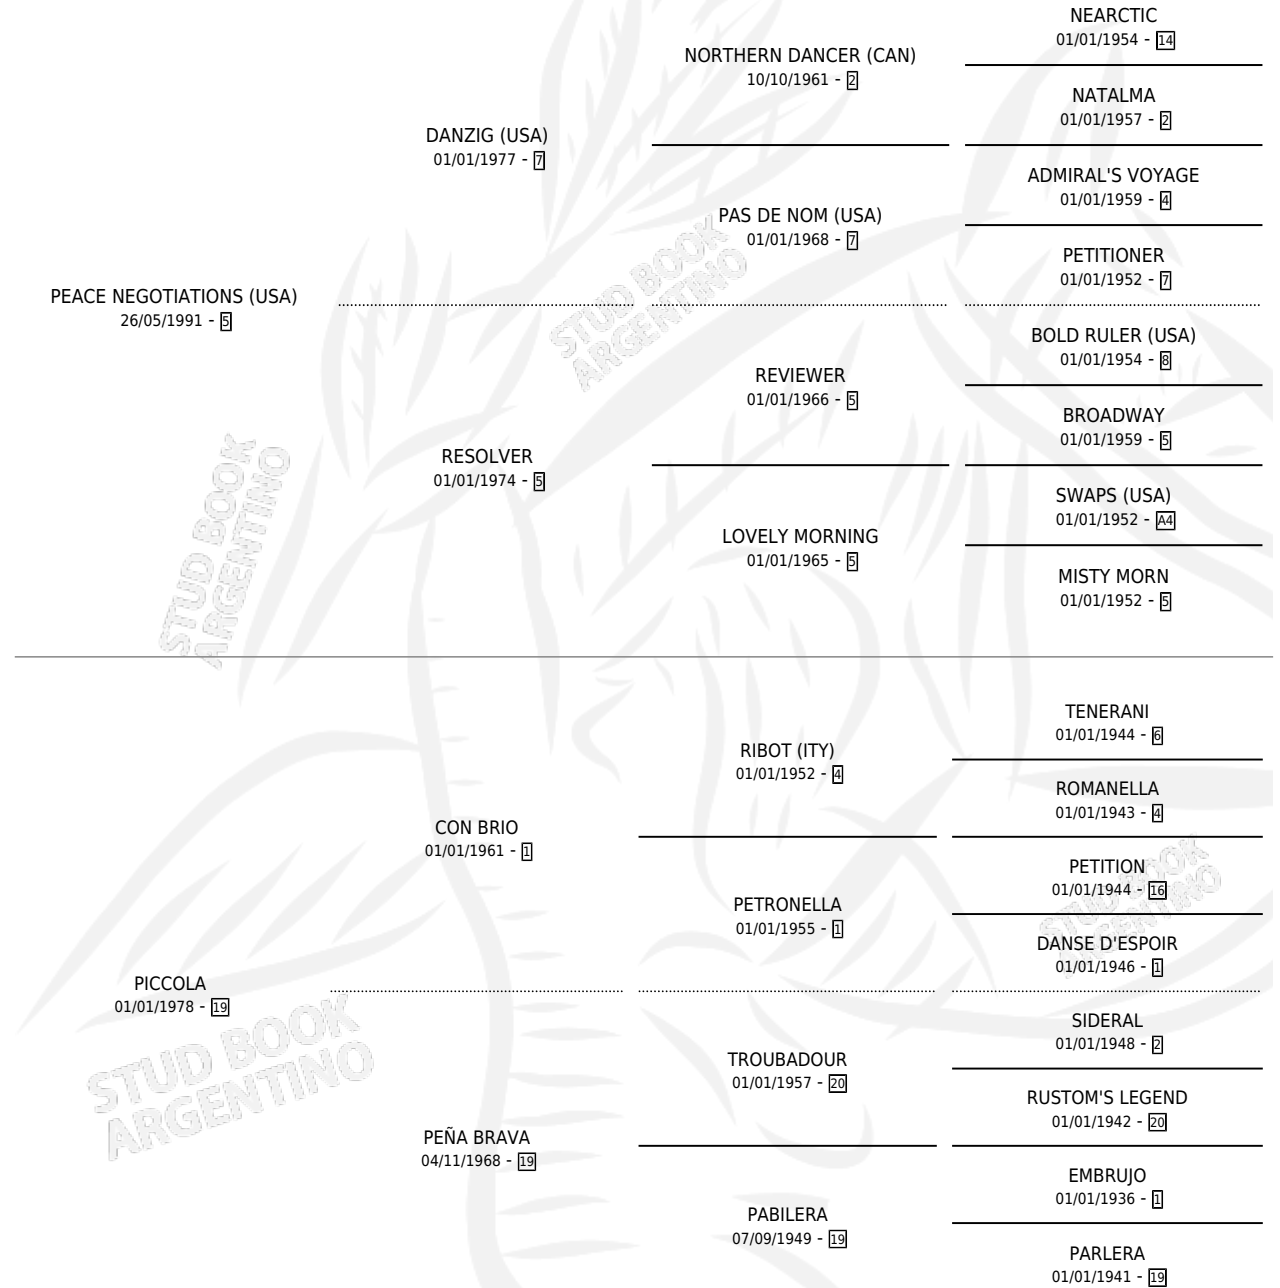 NEARCTIC
01/01/1954 - 14
NORTHERN DANCER (CAN)
10/10/1961 - 2
NATALMA
01/01/1957 - 2
DANZIG (USA)
01/01/1977 - 7
ADMIRAL'S VOYAGE
01/01/1959 - 4
PAS DE NOM (USA)
01/01/1968 - 7
PETITIONER
01/01/1952 - 7
PEACE NEGOTIATIONS (USA)
26/05/1991 - 5
BOLD RULER (USA)
01/01/1954 - 8
REVIEWER
01/01/1966 - 5
BROADWAY
01/01/1959 - 5
RESOLVER
01/01/1974 - 5
SWAPS (USA)
01/01/1952 - A4
LOVELY MORNING
01/01/1965 - 5
MISTY MORN
01/01/1952 - 5
STUD BOOK
ARGENTINO
STUD BOOK
ARGENTINO
TENERANI
01/01/1944 - 6
RIBOT (ITY)
01/01/1952 - 4
ROMANELLA
01/01/1943 - 4
CON BRIO
01/01/1961 - 1
PETITION
01/01/1944 - 16
PETRONELLA
01/01/1955 - 1
DANSE D'ESPOIR
01/01/1946 - 1
PICCOLA
01/01/1978 - 19
SIDERAL
01/01/1948 - 2
TROUBADOUR
01/01/1957 - 20
RUSTOM'S LEGEND
01/01/1942 - 20
PEÑA BRAVA
04/11/1968 - 19
EMBRUJO
01/01/1936 - 1
PABILERA
07/09/1949 - 19
PARLERA
01/01/1941 - 19
STUD BOOK
ARGENTINO
STUD BOOK
ARGENTINO